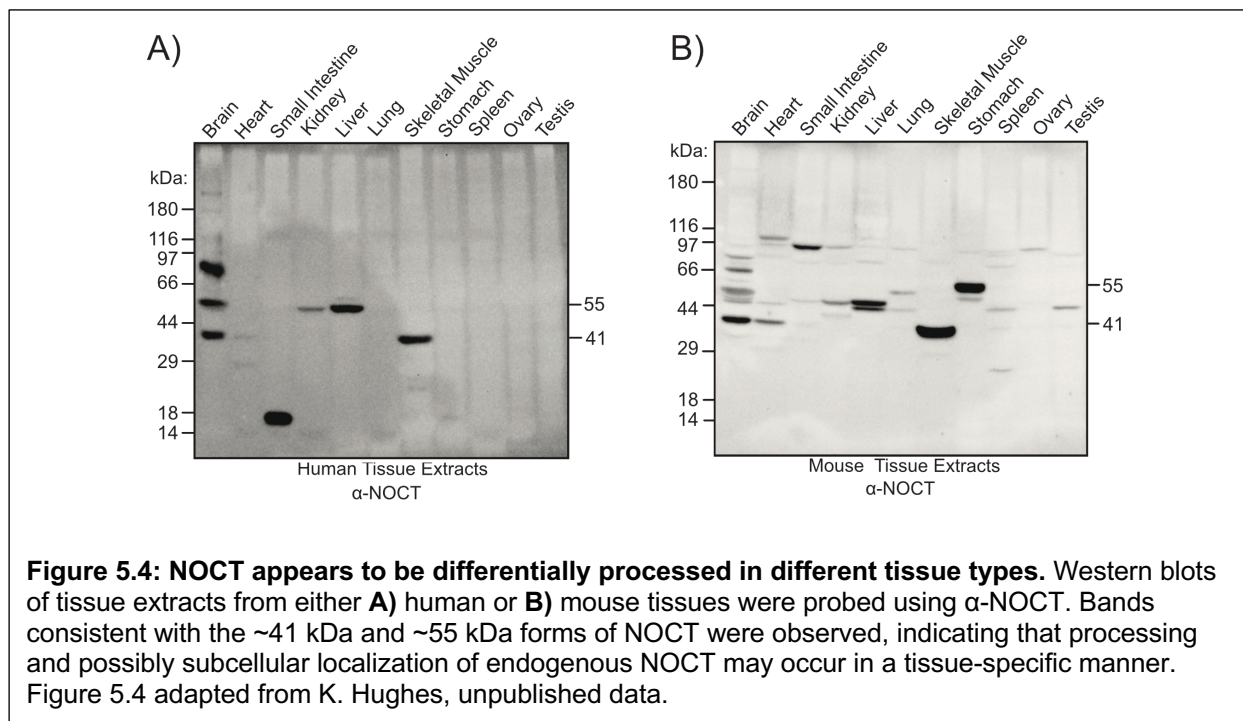 A)
Brain
Heart
Small Intestine
Kidney
Liver
Lung
Skeletal Muscle
Stomach
Spleen
Ovary
Testis
kDa:
180
116
97
66
44
29
18
14
55
41
Human Tissue Extracts
α-NOCT
B)
Brain
Heart
Small Intestine
Kidney
Liver
Lung
Skeletal Muscle
Stomach
Spleen
Ovary
Testis
kDa:
180
116
97
66
44
29
18
14
55
41
Mouse Tissue Extracts
α-NOCT
Figure 5.4: NOCT appears to be differentially processed in different tissue types. Western blots
of tissue extracts from either A) human or B) mouse tissues were probed using α-NOCT. Bands
consistent with the ~41 kDa and ~55 kDa forms of NOCT were observed, indicating that processing
and possibly subcellular localization of endogenous NOCT may occur in a tissue-specific manner.
Figure 5.4 adapted from K. Hughes, unpublished data.